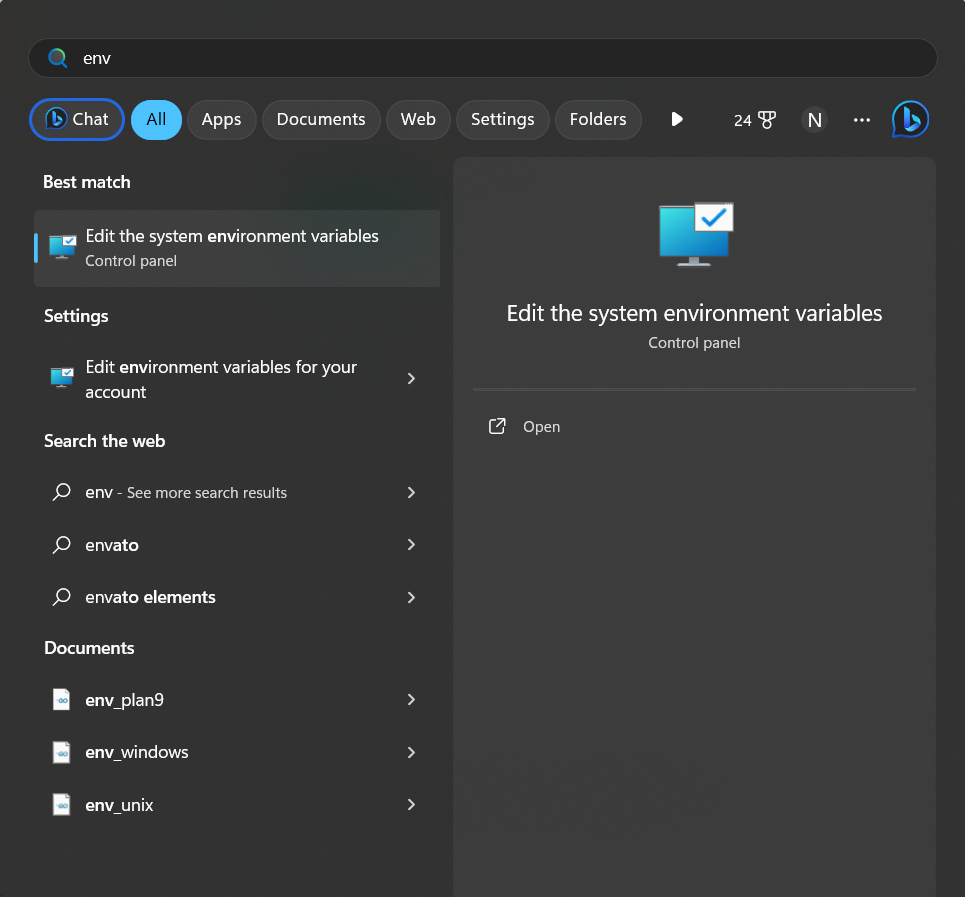 env
Chat
All
Apps
Documents
Web
Settings
Folders
24
N
Best match
Edit the system environment variables
Control panel
Settings
Edit environment variables for your
account
Search the web
env - See more search results
envato
envato elements
Documents
env_plan9
env_windows
env_unix
Edit the system environment variables
Control panel
Open